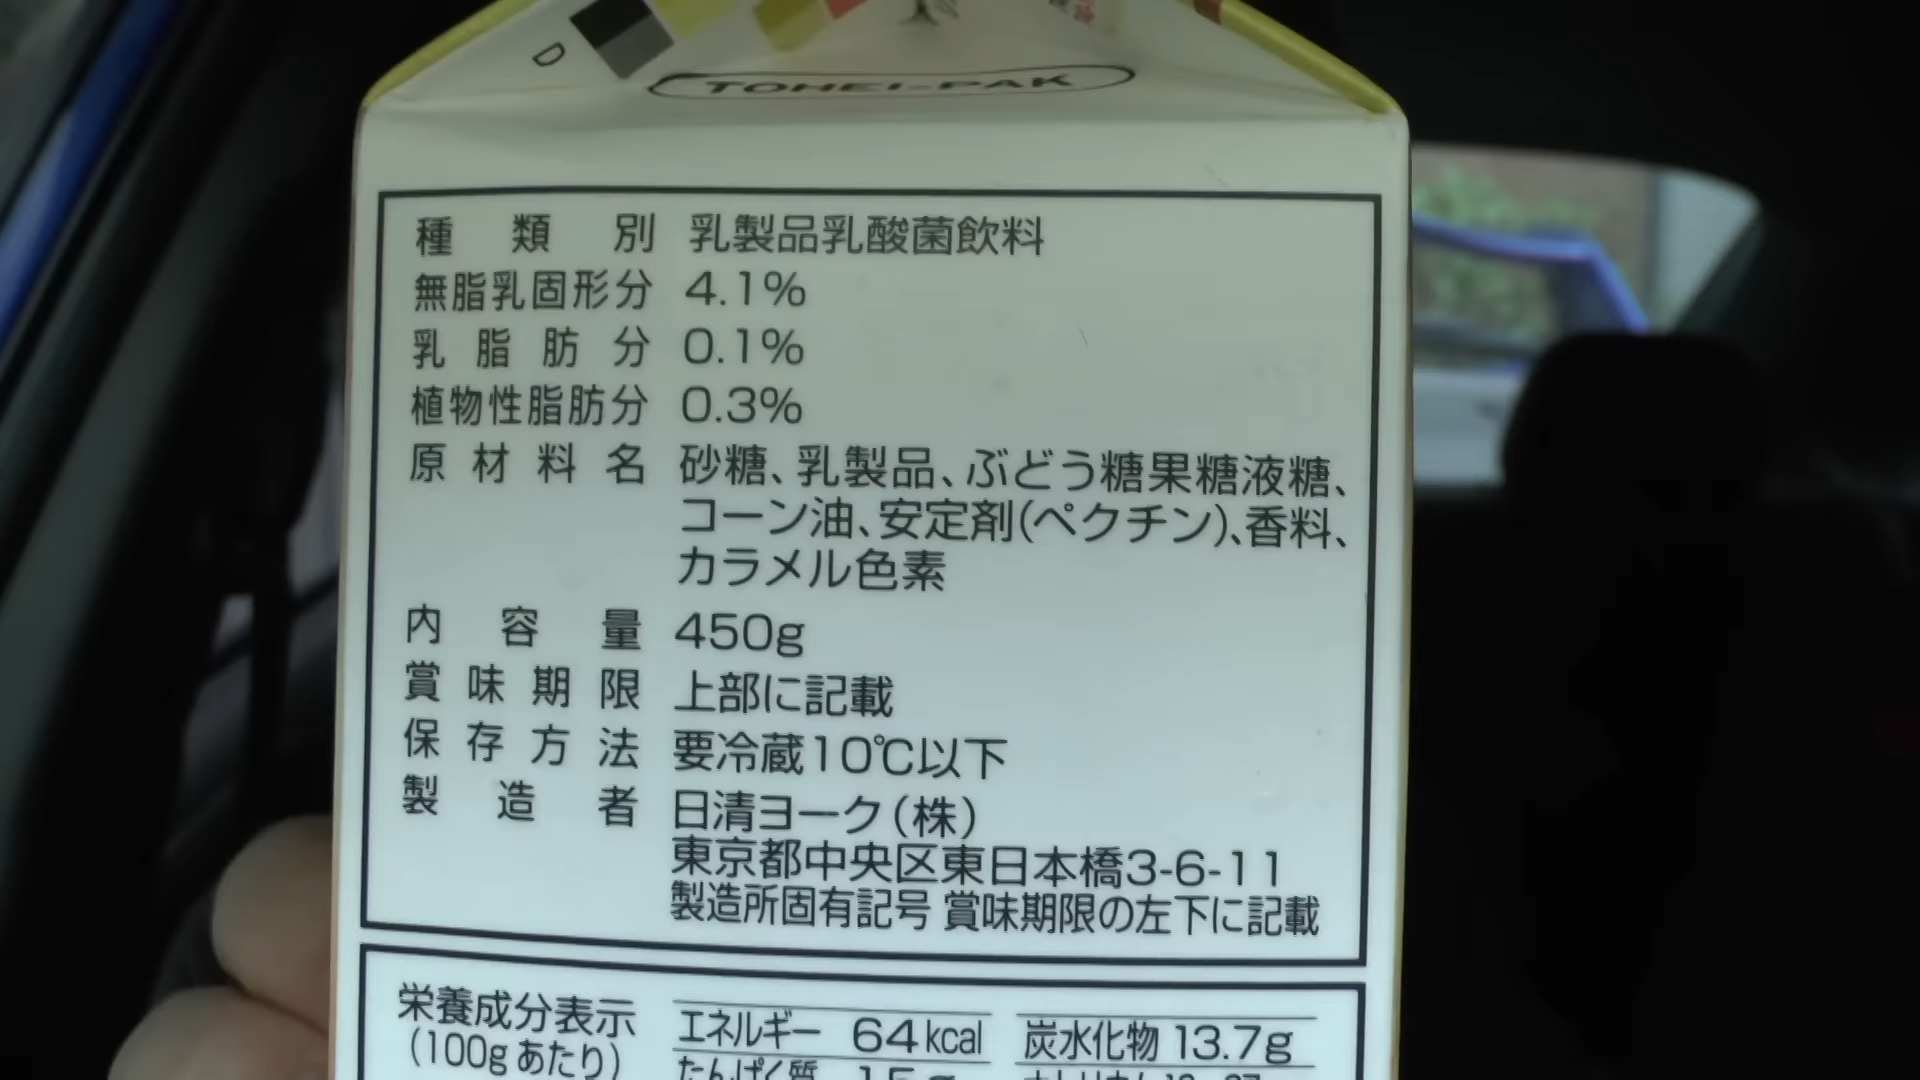 D
TOHEI-PAK
種類別 乳製品乳酸菌飲料
無脂乳固形分 4.1%
乳脂肪分 0.1%
植物性脂肪分 0.3%
原材料名 砂糖、乳製品、ぶどう糖果糖液糖、
コーン油、安定剤(ペクチン)、香料、
カラメル色素
内容量 450g
賞味期限 上部に記載
保存方法 要冷蔵10℃以下
製造者 日清ヨーク(株)
東京都中央区東日本橋3-6-11
製造所固有記号 賞味期限の左下に記載
栄養成分表示
(100gあたり)
エネルギー 64kcal 炭水化物 13.7g
たんぱく質